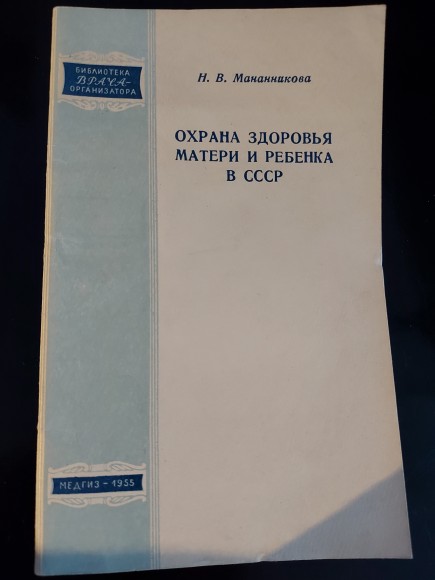 БИБЛИОТЕКА
ВРАЧА-
ОРГАНИЗАТОРА
Н. В. Мананникова
ОХРАНА ЗДОРОВЬЯ
МАТЕРИ И РЕБЕНКА
В СССР
МЕДГИЗ - 1955